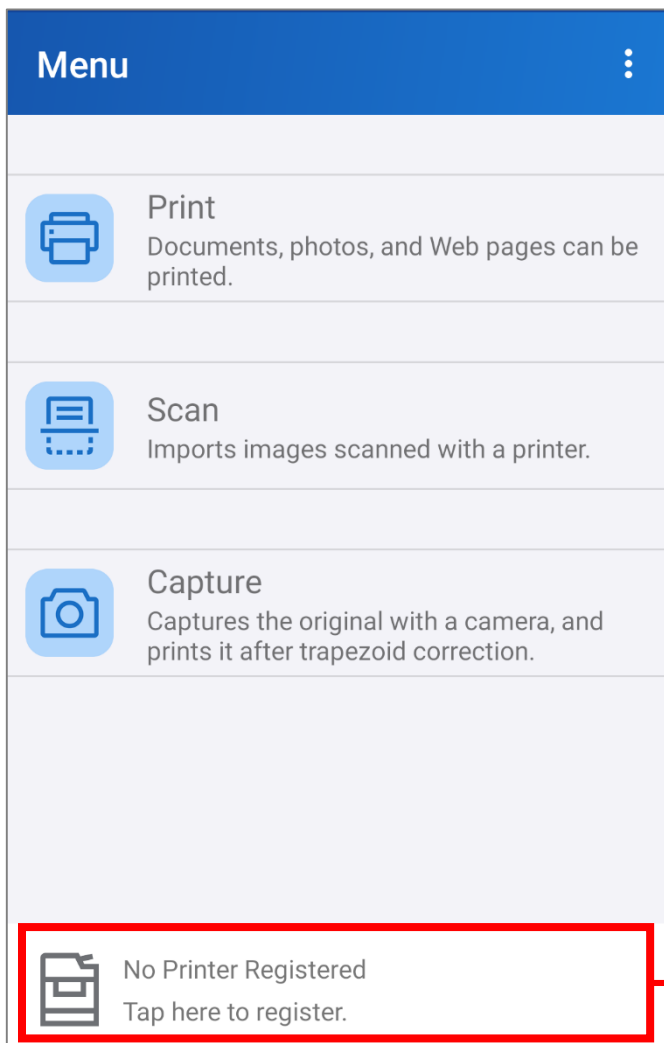 Menu
Print
Documents, photos, and Web pages can be
printed.
Scan
Imports images scanned with a printer.
Capture
Captures the original with a camera, and
prints it after trapezoid correction.
No Printer Registered
Tap here to register.